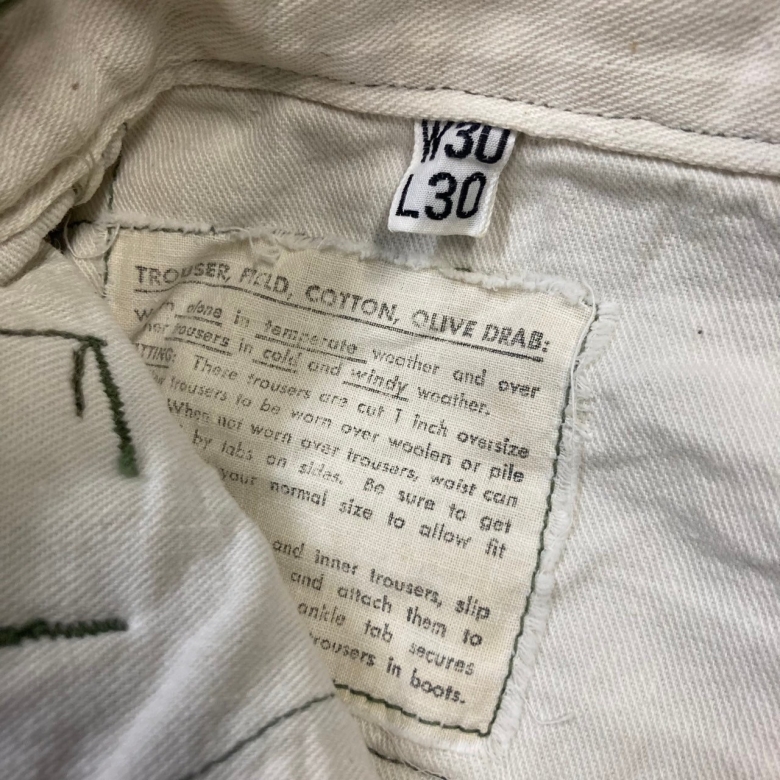 W30
L30
TROUSER, FIELD, COTTON, OLIVE DRAB:
alone in temperate weather and over
trousers in cold and windy weather.
These trousers are cut 1 inch oversize
trousers to be worn over woolen or pile
When not worn over trousers, waist can
by tabs on sides. Be sure to get
your normal size to allow fit
and inner trousers, slip
and attach them to
ankle tab secures
trousers in boots.